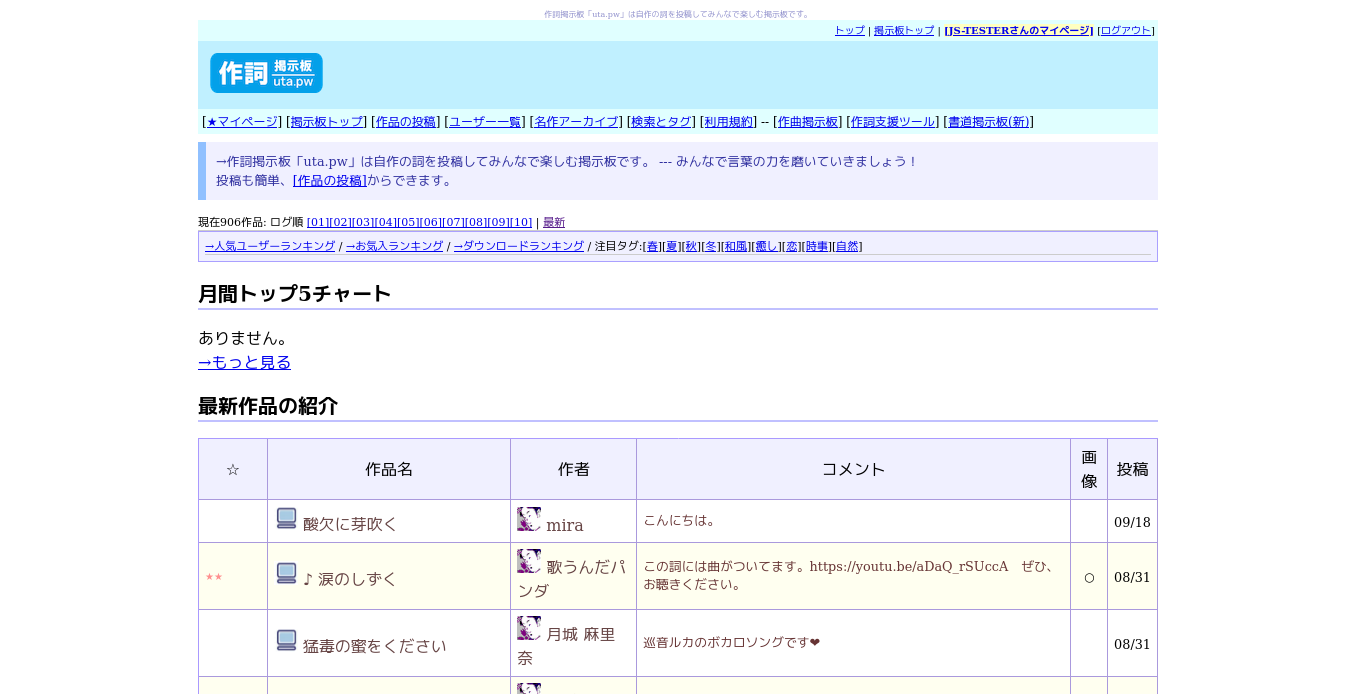 作詞掲示板「uta.pw」は自作の詞を投稿してみんなで楽しむ掲示板です。
トップ | 掲示板トップ | [JS-TESTERさんのマイページ] [ログアウト]
作詞 掲示板 uta.pw
[★マイページ] [掲示板トップ] [作品の投稿] [ユーザー一覧] [名作アーカイブ] [検索とタグ] [利用規約] -- [作曲掲示板] [作詞支援ツール] [書道掲示板(新)]
→作詞掲示板「uta.pw」は自作の詞を投稿してみんなで楽しむ掲示板です。 --- みんなで言葉の力を磨いていきましょう！
投稿も簡単、[作品の投稿]からできます。
現在906作品: ログ順 [01][02][03][04][05][06][07][08][09][10] | 最新
→人気ユーザーランキング / →お気入ランキング / →ダウンロードランキング / 注目タグ:[春][夏][秋][冬][和風][癒し][恋][時事][自然]
月間トップ5チャート
ありません。
→もっと見る
最新作品の紹介
☆ 作品名 作者 コメント 画像 投稿
酸欠に芽吹く mira こんにちは。 09/18
★★ ♪ 涙のしずく 歌うんだパンダ この詞には曲がついてます。https://youtu.be/aDaQ_rSUccA　ぜひ、お聴きください。 ○ 08/31
猛毒の蜜をください 月城 麻里奈 巡音ルカのボカロソングです❤ 08/31